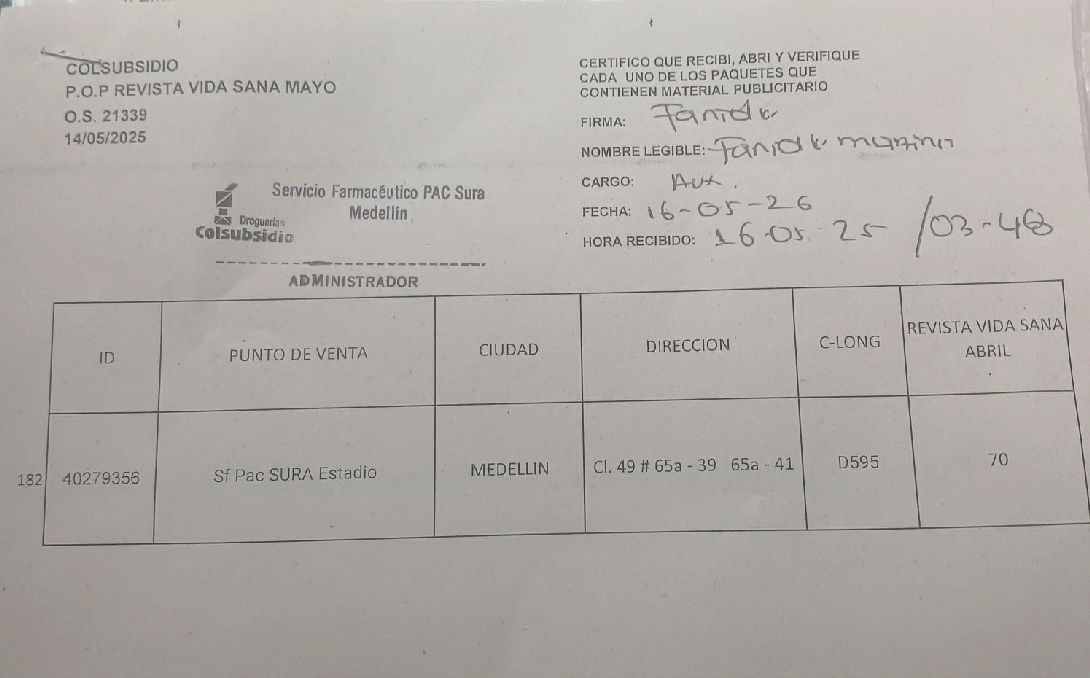 COLSUBSIDIO
P.O.P REVISTA VIDA SANA MAYO
O.S. 21339
14/05/2025
CERTIFICO QUE RECIBI, ABRI Y VERIFIQUE
CADA UNO DE LOS PAQUETES QUE
CONTIENEN MATERIAL PUBLICITARIO
FIRMA:
NOMBRE LEGIBLE:
CARGO: Aux.
FECHA: 16-05-26
HORA RECIBIDO: 16-05-25 /03-48
Servicio Farmacéutico PAC Sura
Medellín
Droguerías
Colsubsidio
ADMINISTRADOR
ID PUNTO DE VENTA CIUDAD DIRECCION C-LONG REVISTA VIDA SANA
ABRIL
182 40279356 Sf Pac SURA Estadio MEDELLIN Cl. 49 # 65a - 39 65a - 41 D595 70